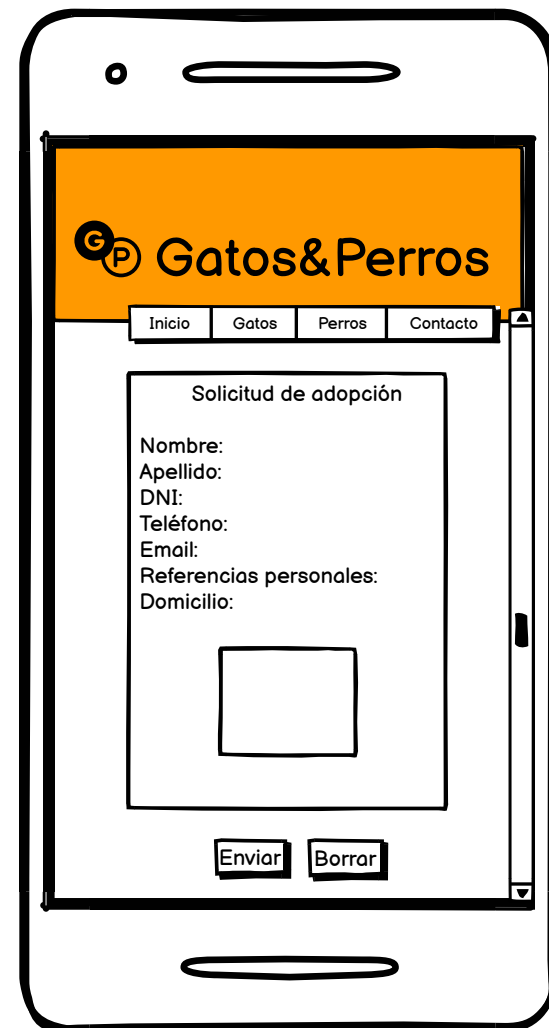 G
P
Gatos&Perros
Inicio Gatos Perros Contacto
Solicitud de adopción
Nombre:
Apellido:
DNI:
Teléfono:
Email:
Referencias personales:
Domicilio:
Enviar Borrar